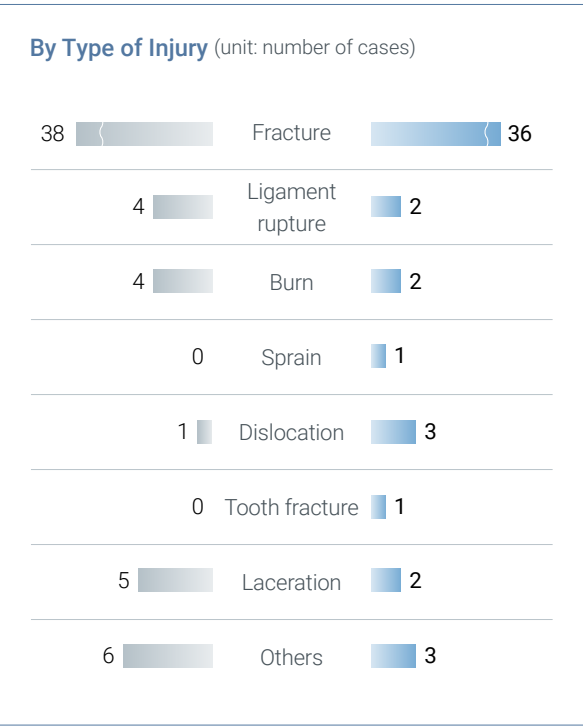 By Type of Injury (unit: number of cases)
38 Fracture 36
4 Ligament rupture 2
4 Burn 2
0 Sprain 1
1 Dislocation 3
0 Tooth fracture 1
5 Laceration 2
6 Others 3